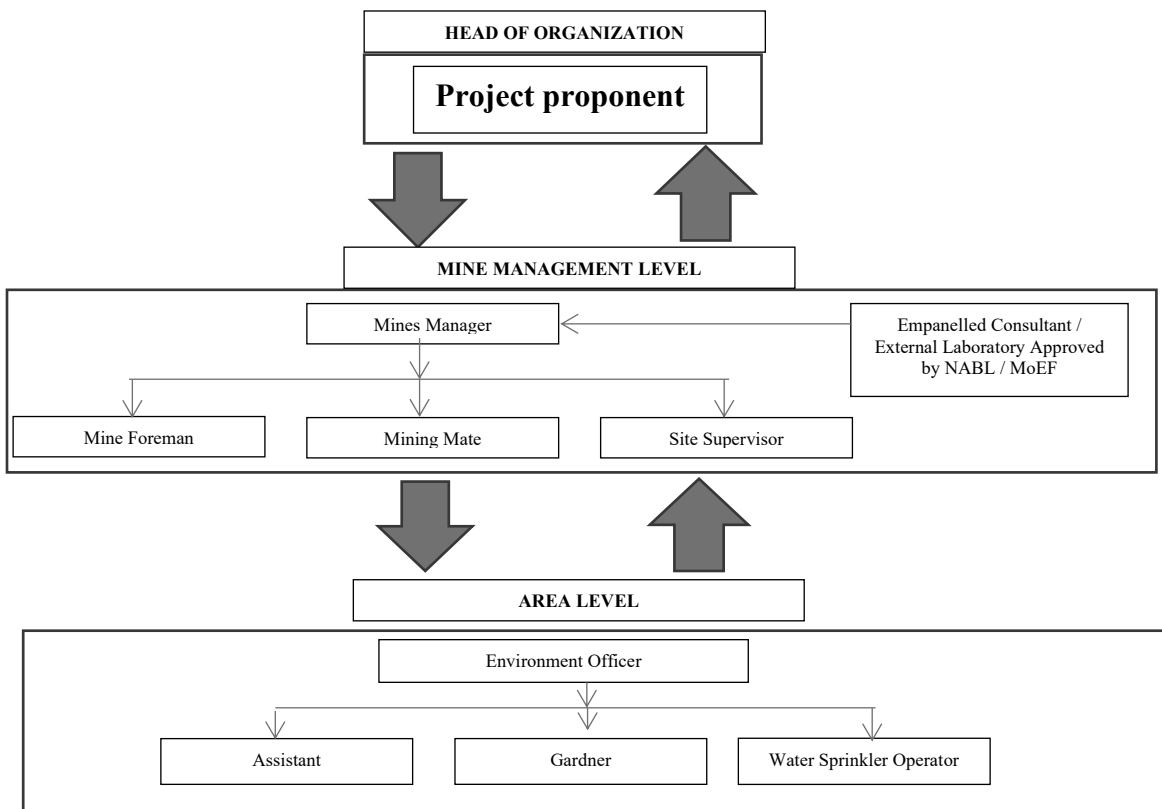 HEAD OF ORGANIZATION
Project proponent
MINE MANAGEMENT LEVEL
Mines Manager
Empanelled Consultant /
External Laboratory Approved
by NABL / MoEF
Mine Foreman
Mining Mate
Site Supervisor
AREA LEVEL
Environment Officer
Assistant
Gardner
Water Sprinkler Operator